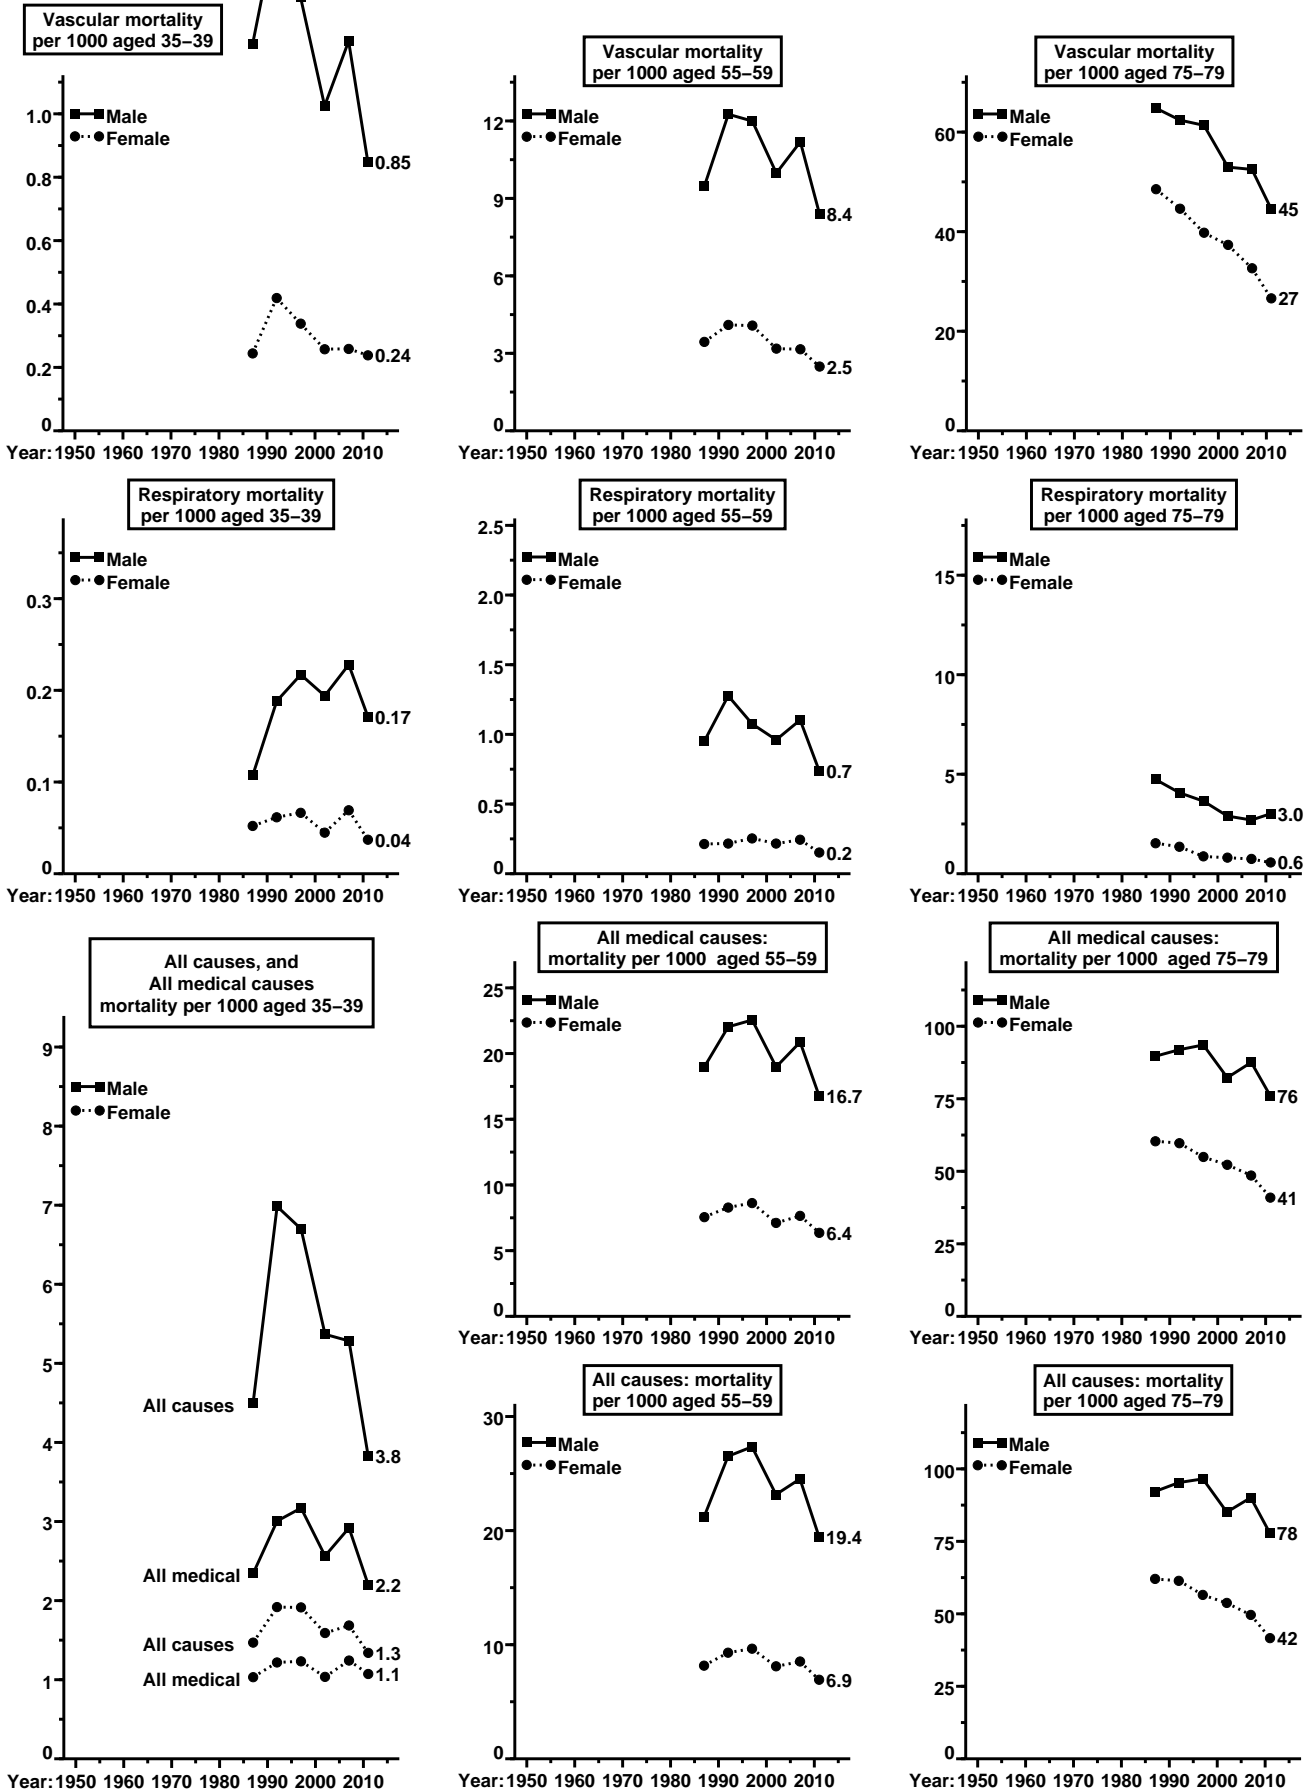 Vascular mortality
per 1000 aged 35–39
1.0
0.8
0.6
0.4
0.2
0
Male
Female
0.85
0.24
Year: 1950 1960 1970 1980 1990 2000 2010
Vascular mortality
per 1000 aged 55–59
12
9
6
3
0
Male
Female
8.4
2.5
Year: 1950 1960 1970 1980 1990 2000 2010
Vascular mortality
per 1000 aged 75–79
60
40
20
0
Male
Female
45
27
Year: 1950 1960 1970 1980 1990 2000 2010
Respiratory mortality
per 1000 aged 35–39
0.3
0.2
0.1
0
Male
Female
0.17
0.04
Year: 1950 1960 1970 1980 1990 2000 2010
Respiratory mortality
per 1000 aged 55–59
2.5
2.0
1.5
1.0
0.5
0
Male
Female
0.7
0.2
Year: 1950 1960 1970 1980 1990 2000 2010
Respiratory mortality
per 1000 aged 75–79
15
10
5
0
Male
Female
3.0
0.6
Year: 1950 1960 1970 1980 1990 2000 2010
All causes, and
All medical causes
mortality per 1000 aged 35–39
9
8
7
6
5
4
3
2
1
0
Male
Female
All causes
3.8
All medical
2.2
All causes
1.3
All medical
1.1
Year: 1950 1960 1970 1980 1990 2000 2010
All medical causes:
mortality per 1000 aged 55–59
25
20
15
10
5
0
Male
Female
16.7
6.4
Year: 1950 1960 1970 1980 1990 2000 2010
All medical causes:
mortality per 1000 aged 75–79
100
75
50
25
0
Male
Female
76
41
Year: 1950 1960 1970 1980 1990 2000 2010
All causes: mortality
per 1000 aged 55–59
30
20
10
0
Male
Female
19.4
6.9
Year: 1950 1960 1970 1980 1990 2000 2010
All causes: mortality
per 1000 aged 75–79
100
75
50
25
0
Male
Female
78
42
Year: 1950 1960 1970 1980 1990 2000 2010